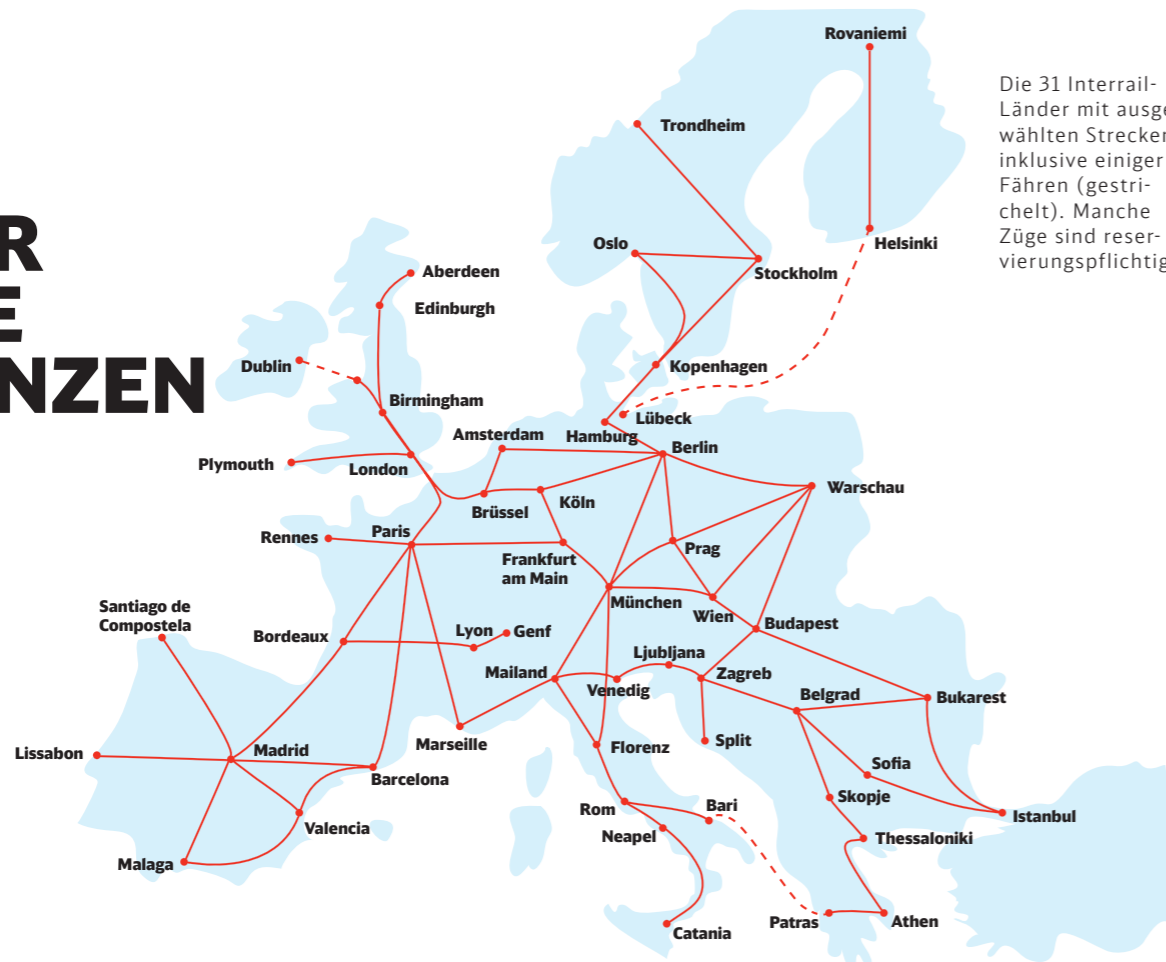 R
E
NZEN
Die 31 Interrail-
Länder mit ausge
wählten Strecken
inklusive einiger
Fähren (gestri-
chelt). Manche
Züge sind reser-
vierungspflichtig
Rovaniemi
Trondheim
Oslo
Helsinki
Stockholm
Aberdeen
Edinburgh
Dublin
Kopenhagen
Birmingham
Lübeck
Amsterdam
Hamburg
Berlin
Plymouth
London
Warschau
Brüssel
Köln
Rennes
Paris
Prag
Frankfurt
am Main
München
Wien
Santiago de
Compostela
Bordeaux
Lyon
Genf
Budapest
Ljubljana
Mailand
Zagreb
Venedig
Belgrad
Bukarest
Lissabon
Madrid
Marseille
Florenz
Split
Barcelona
Sofia
Skopje
Rom
Bari
Istanbul
Valencia
Neapel
Thessaloniki
Malaga
Patras
Athen
Catania